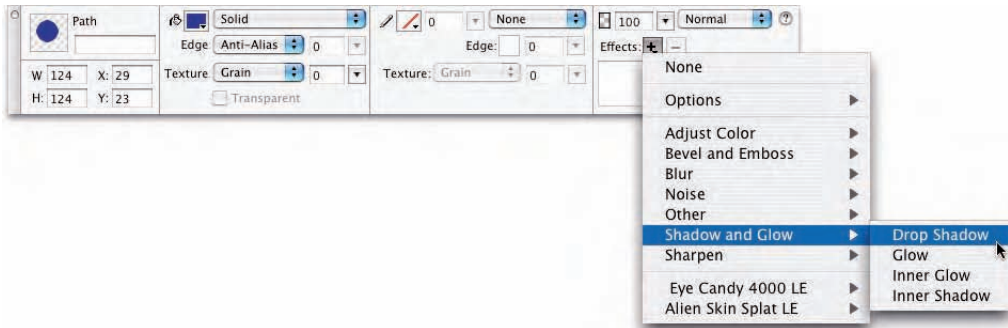 Path
W 124 X: 29
H: 124 Y: 23
Solid
Edge Anti-Alias 0
Texture Grain 0
Transparent
0 None
Edge: 0
Texture: Grain 0
100 Normal ?
Effects: + −
None
Options
Adjust Color
Bevel and Emboss
Blur
Noise
Other
Shadow and Glow
Sharpen
Eye Candy 4000 LE
Alien Skin Splat LE
Drop Shadow
Glow
Inner Glow
Inner Shadow